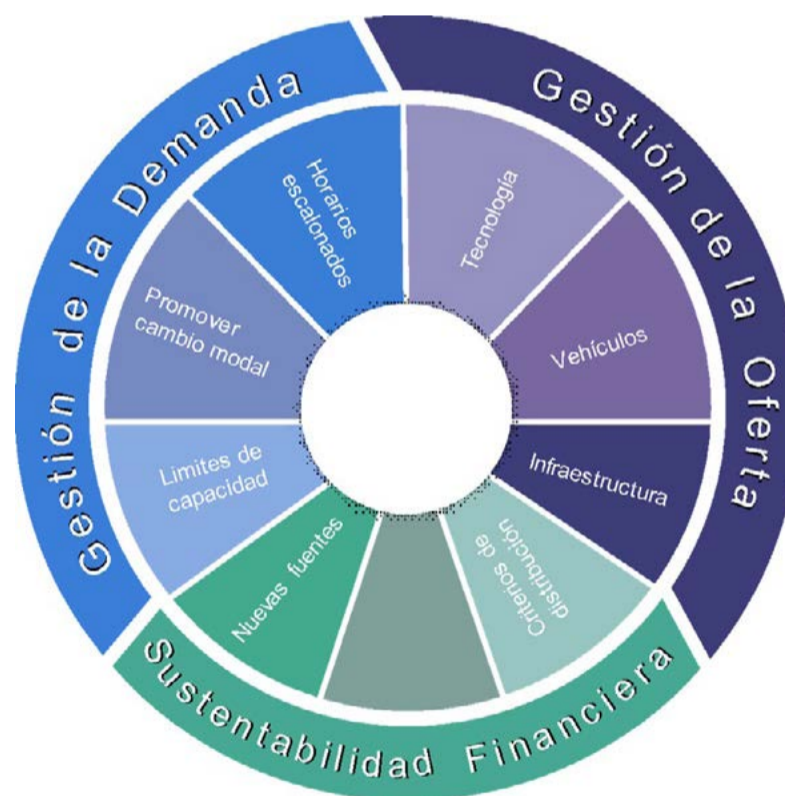 Gestión de la Demanda
Horarios
escalonados
Promover
cambio modal
Limites de
capacidad
Gestión de la Oferta
Tecnología
Vehículos
Infraestructura
Sustentabilidad Financiera
Nuevas fuentes
Criterios de
distribución